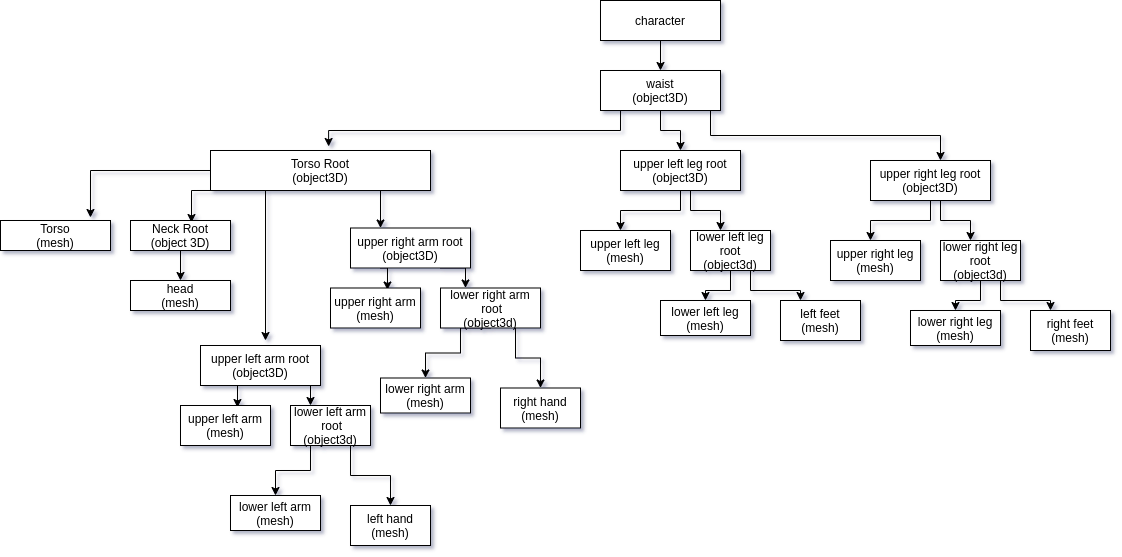 character
waist
(object3D)
Torso Root
(object3D)
upper left leg root
(object3D)
upper right leg root
(object3D)
Torso
(mesh)
Neck Root
(object 3D)
head
(mesh)
upper right arm root
(object3D)
upper right arm
(mesh)
lower right arm
root
(object3d)
upper left leg
(mesh)
lower left leg
root
(object3d)
lower left leg
(mesh)
left feet
(mesh)
upper right leg
(mesh)
lower right leg
root
(object3d)
lower right leg
(mesh)
right feet
(mesh)
upper left arm root
(object3D)
lower right arm
(mesh)
right hand
(mesh)
upper left arm
(mesh)
lower left arm
root
(object3d)
lower left arm
(mesh)
left hand
(mesh)